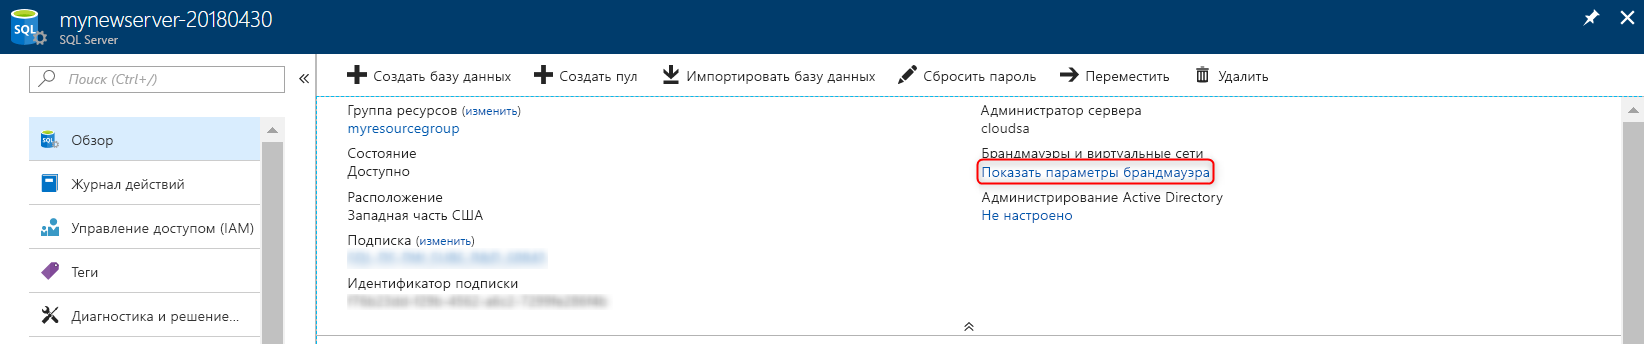 mynewserver-20180430
SQL Server
SQL
Поиск (Ctrl+/)
Обзор
Журнал действий
Управление доступом (IAM)
Теги
Диагностика и решение...
Создать базу данных
Создать пул
Импортировать базу данных
Сбросить пароль
Переместить
Удалить
Группа ресурсов (изменить)
myresourcegroup
Состояние
Доступно
Расположение
Западная часть США
Подписка (изменить)
Идентификатор подписки
Администратор сервера
cloudsa
Брандмауэры и виртуальные сети
Показать параметры брандмауэра
Администрирование Active Directory
Не настроено